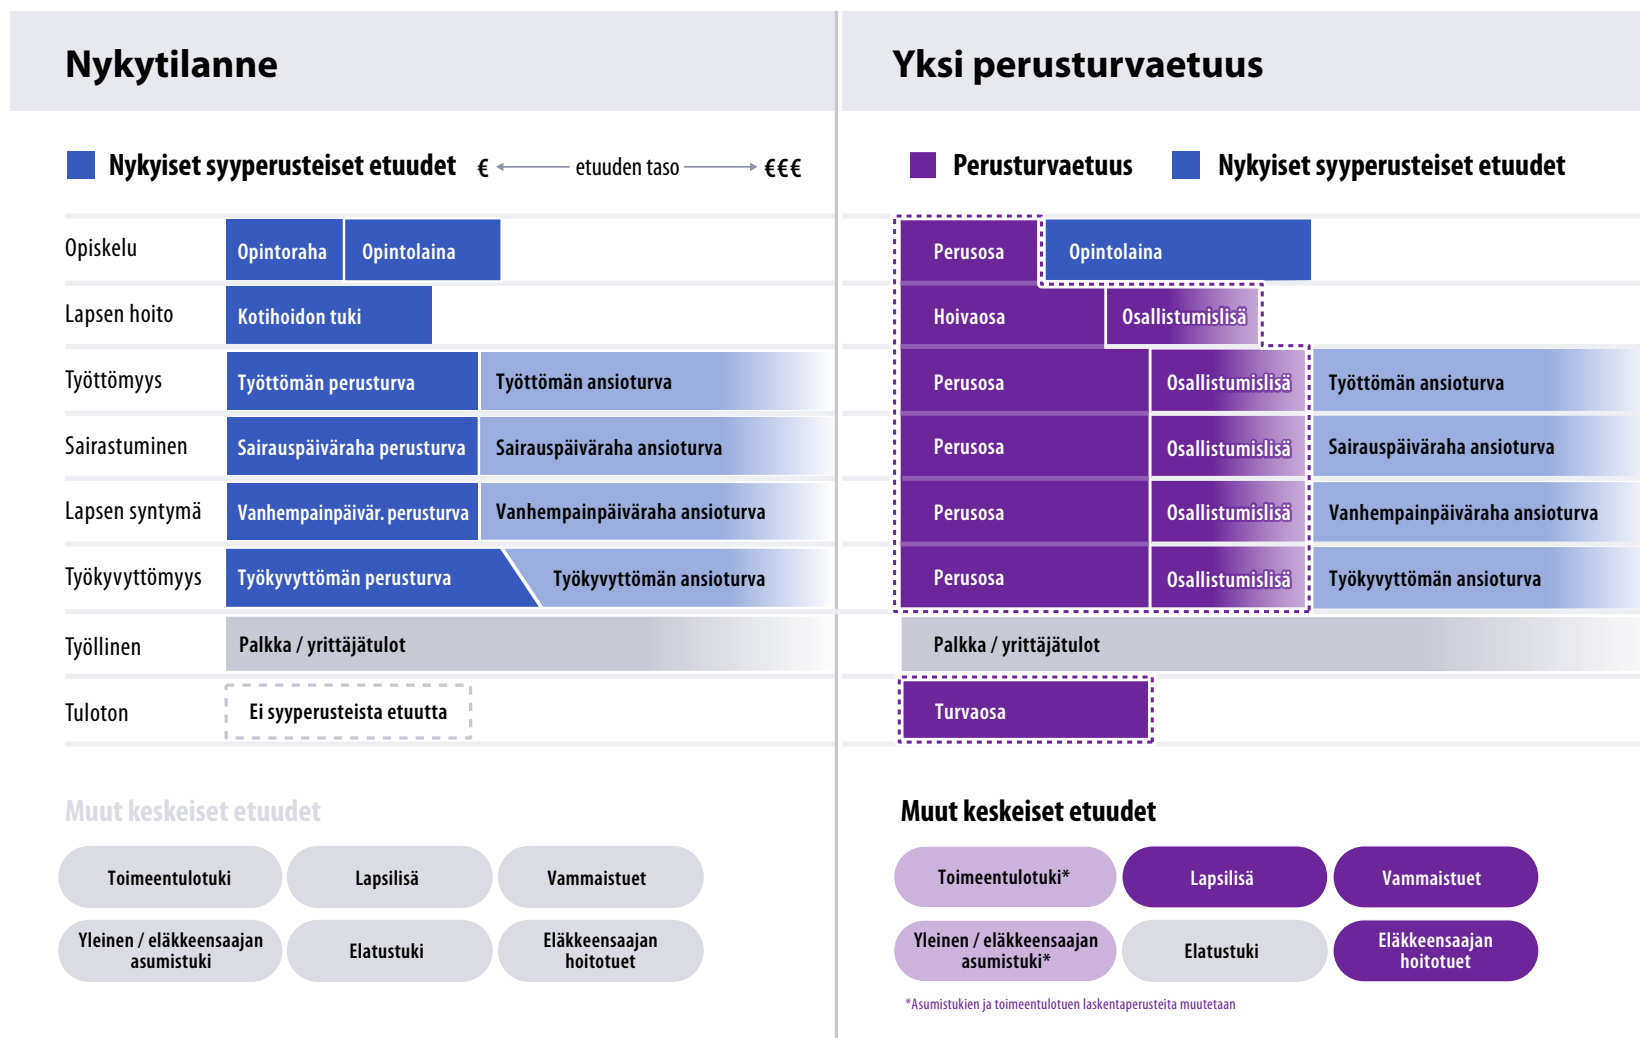 Nykytilanne
Nykyiset syyperusteiset etuudet € etuuden taso €€€
Opiskelu Opintoraha Opintolaina
Lapsen hoito Kotihoidon tuki
Työttömyys Työttömän perusturva Työttömän ansioturva
Sairastuminen Sairauspäiväraha perusturva Sairauspäiväraha ansioturva
Lapsen syntymä Vanhempainpäivär. perusturva Vanhempainpäiväraha ansioturva
Työkyvyttömyys Työkyvyttömän perusturva Työkyvyttömän ansioturva
Työllinen Palkka / yrittäjätulot
Tuloton Ei syyperusteista etuutta
Muut keskeiset etuudet
Toimeentulotuki Lapsilisä Vammaistuet
Yleinen / eläkkeensaajan
asumistuki
Elatustuki
Eläkkeensaajan
hoitotuet
Yksi perusturvaetuus
Perusturvaetuus Nykyiset syyperusteiset etuudet
Perusosa Opintolaina
Hoivaosa Osallistumislisä
Perusosa Osallistumislisä Työttömän ansioturva
Perusosa Osallistumislisä Sairauspäiväraha ansioturva
Perusosa Osallistumislisä Vanhempainpäiväraha ansioturva
Perusosa Osallistumislisä Työkyvyttömän ansioturva
Palkka / yrittäjätulot
Turvaosa
Muut keskeiset etuudet
Toimeentulotuki* Lapsilisä Vammaistuet
Yleinen / eläkkeensaajan
asumistuki*
Elatustuki
Eläkkeensaajan
hoitotuet
*Asumistukien ja toimeentulotuen laskentaperusteita muutetaan